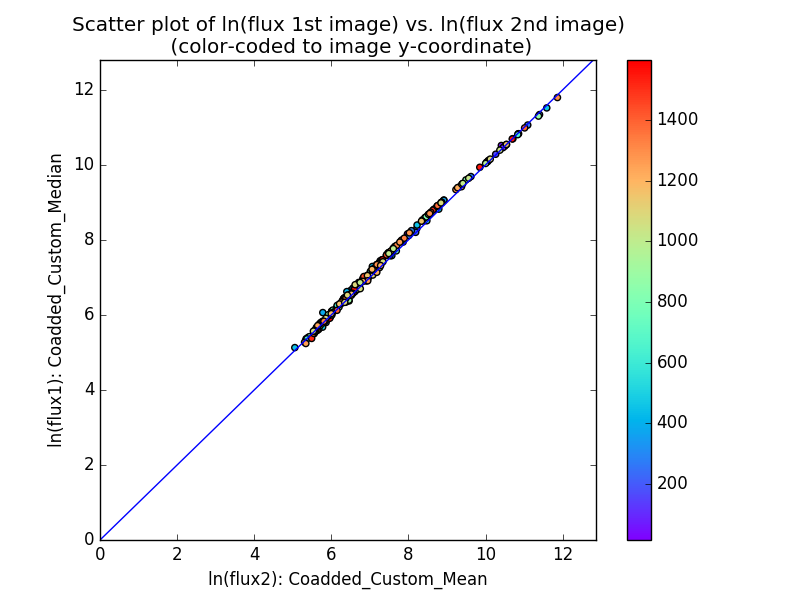 Scatter plot of ln(flux 1st image) vs. ln(flux 2nd image)
(color-coded to image y-coordinate)
ln(flux1): Coadded_Custom_Median
12
10
8
6
4
2
0
0 2 4 6 8 10 12
ln(flux2): Coadded_Custom_Mean
1400
1200
1000
800
600
400
200